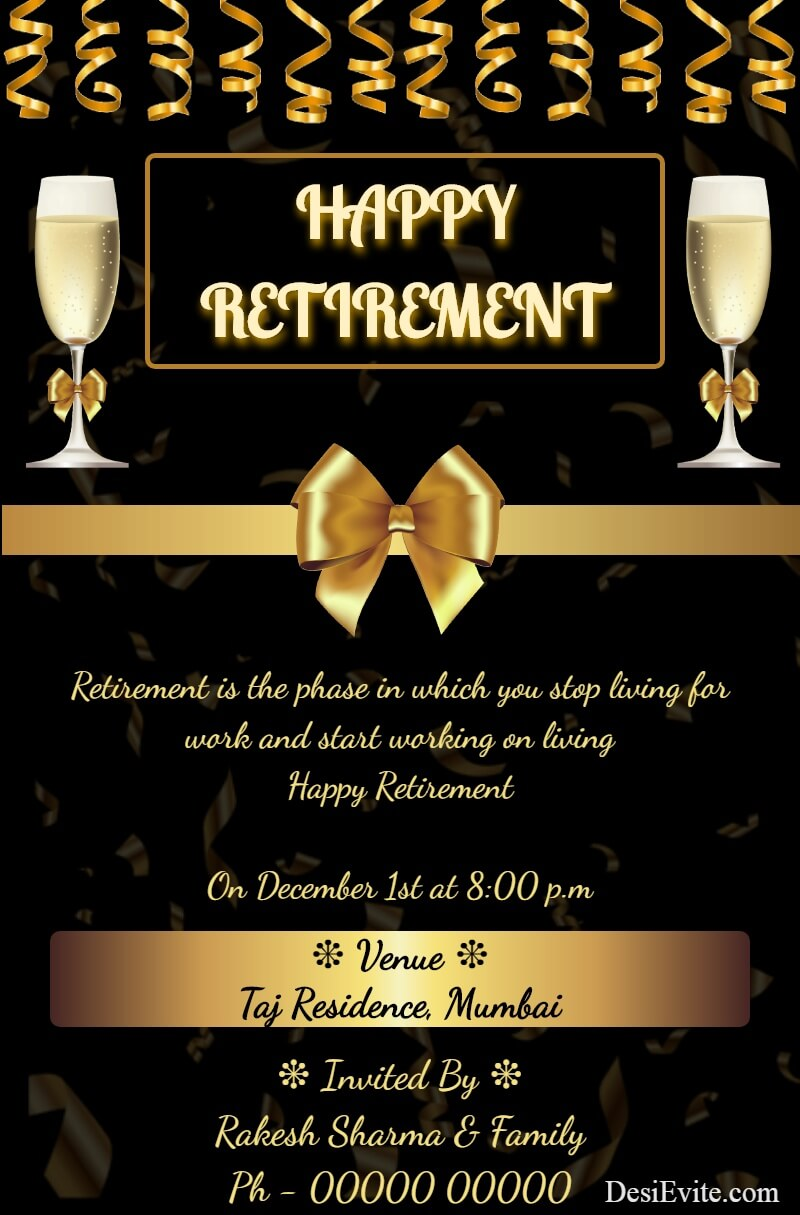 HAPPY
RETIREMENT
Retirement is the phase in which you stop living for
work and start working on living
Happy Retirement
On December 1st at 8:00 p.m
❇ Venue ❇
Taj Residence, Mumbai
❇ Invited By ❇
Rakesh Sharma & Family
Ph - 00000 00000
DesiEvite.com